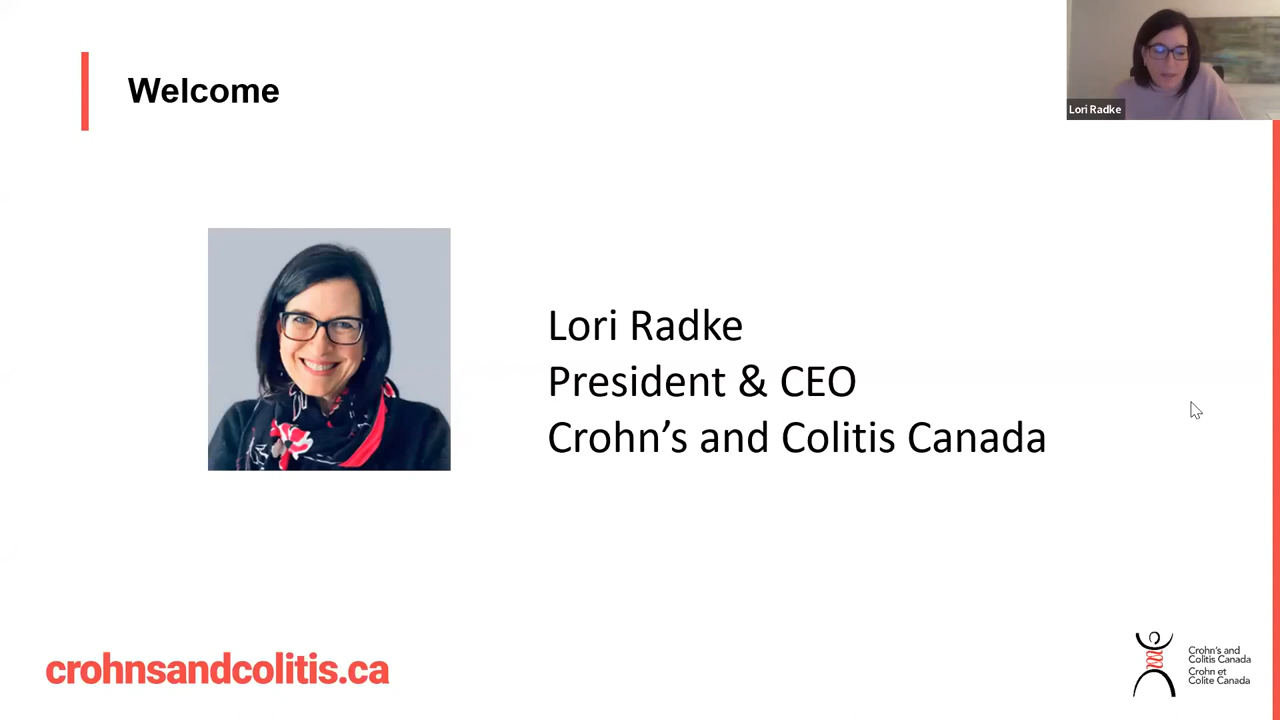 Welcome
Lori Radke
Lori Radke
President & CEO
Crohn’s and Colitis Canada
crohnsandcolitis.ca
Crohn's and
Colitis Canada
Crohn et
Colite Canada